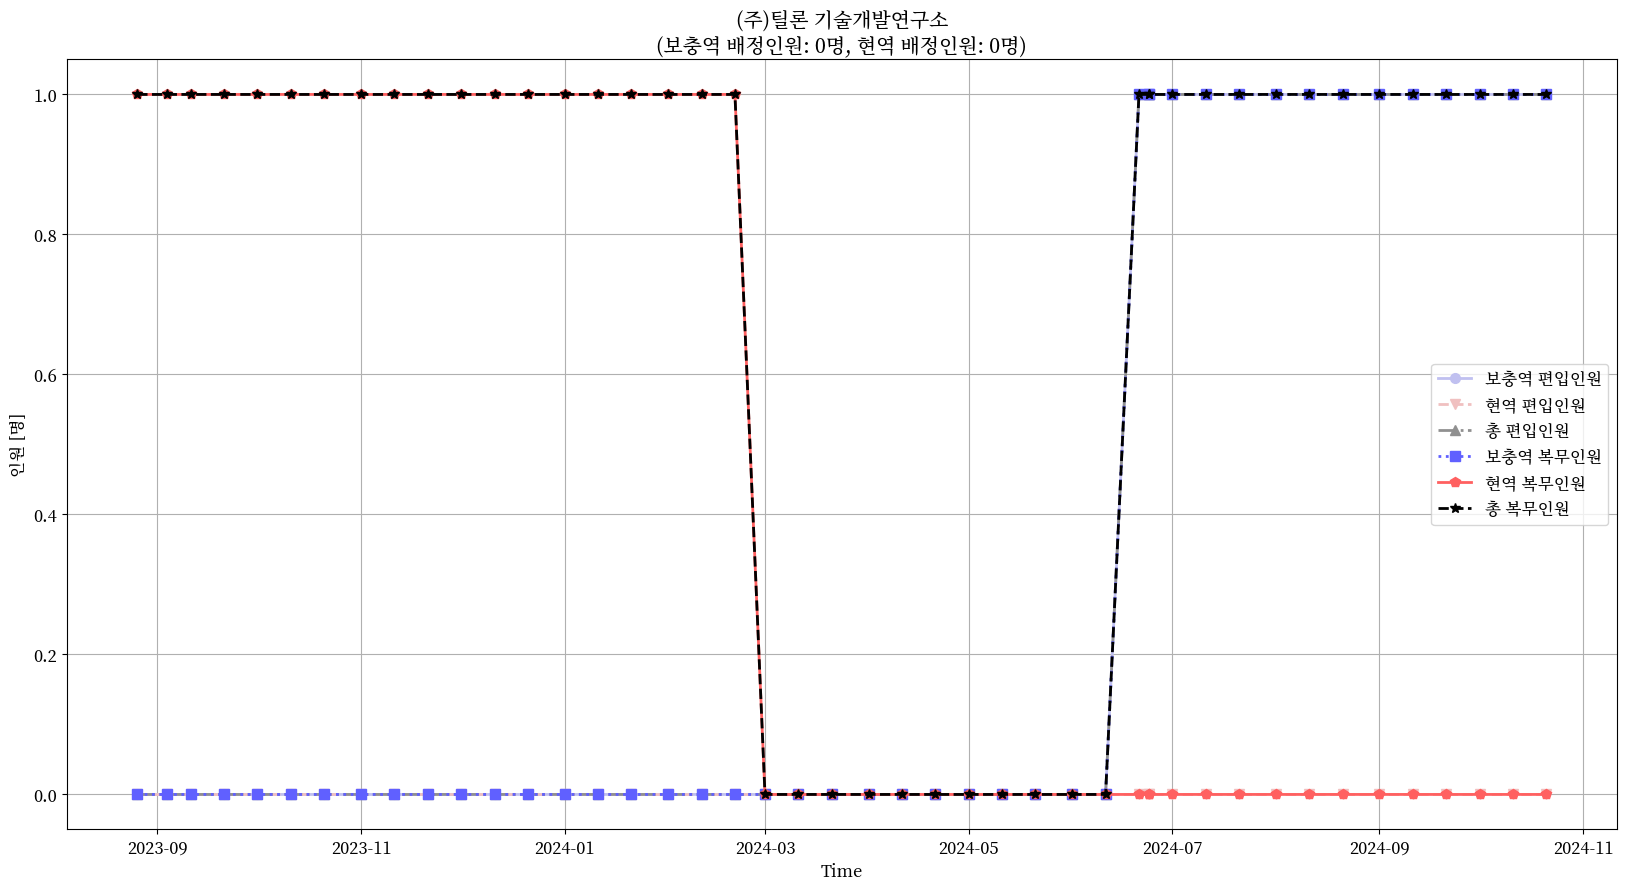 (주)틸론 기술개발연구소
(보충역 배정인원: 0명, 현역 배정인원: 0명)
1.0
0.8
0.6
0.4
0.2
0.0
인원 [명]
보충역 편입인원
현역 편입인원
총 편입인원
보충역 복무인원
현역 복무인원
총 복무인원
2023-09
2023-11
2024-01
2024-03
2024-05
2024-07
2024-09
2024-11
Time